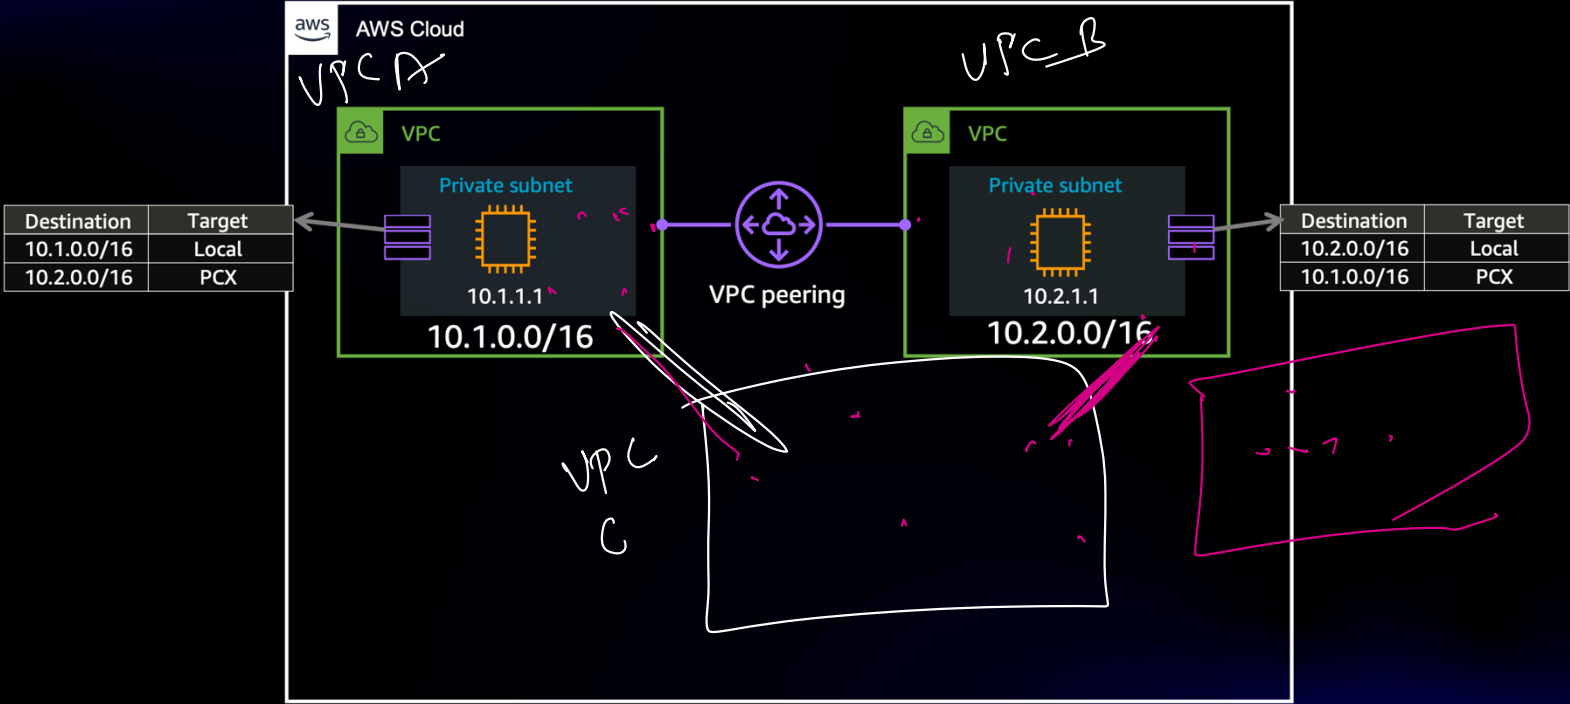 aws
AWS Cloud
VPC A
VPC B
VPC
VPC
Private subnet
Private subnet
Destination Target
10.1.0.0/16 Local
10.2.0.0/16 PCX
Destination Target
10.2.0.0/16 Local
10.1.0.0/16 PCX
10.1.1.1
10.2.1.1
VPC peering
10.1.0.0/16
10.2.0.0/16
VPC
C